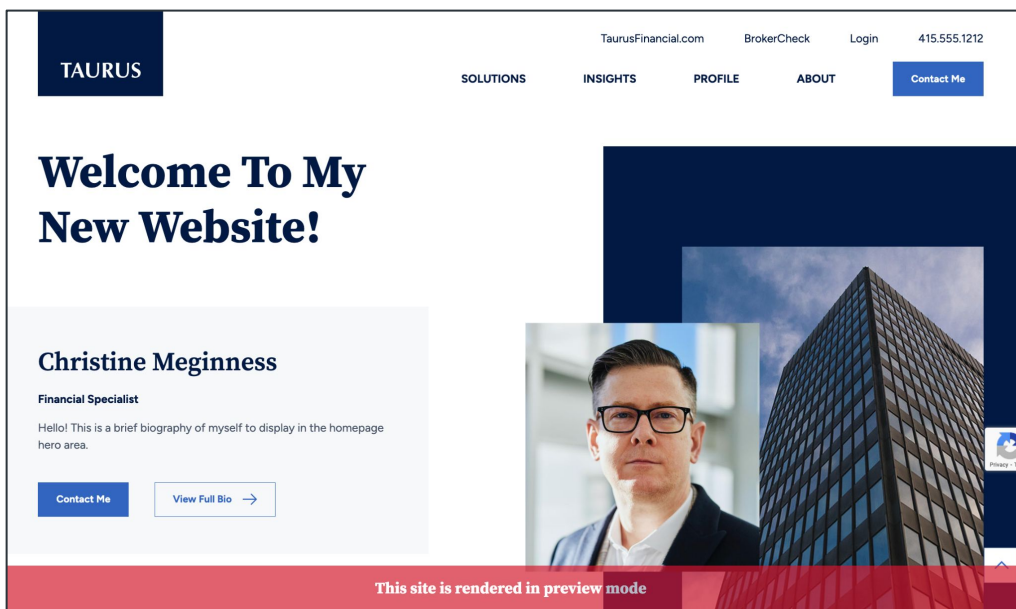 TaurusFinancial.com BrokerCheck Login 415.555.1212
TAURUS
SOLUTIONS INSIGHTS PROFILE ABOUT Contact Me
Welcome To My
New Website!
Christine Meginness
Financial Specialist
Hello! This is a brief biography of myself to display in the homepage
hero area.
Contact Me View Full Bio
Privacy -
This site is rendered in preview mode